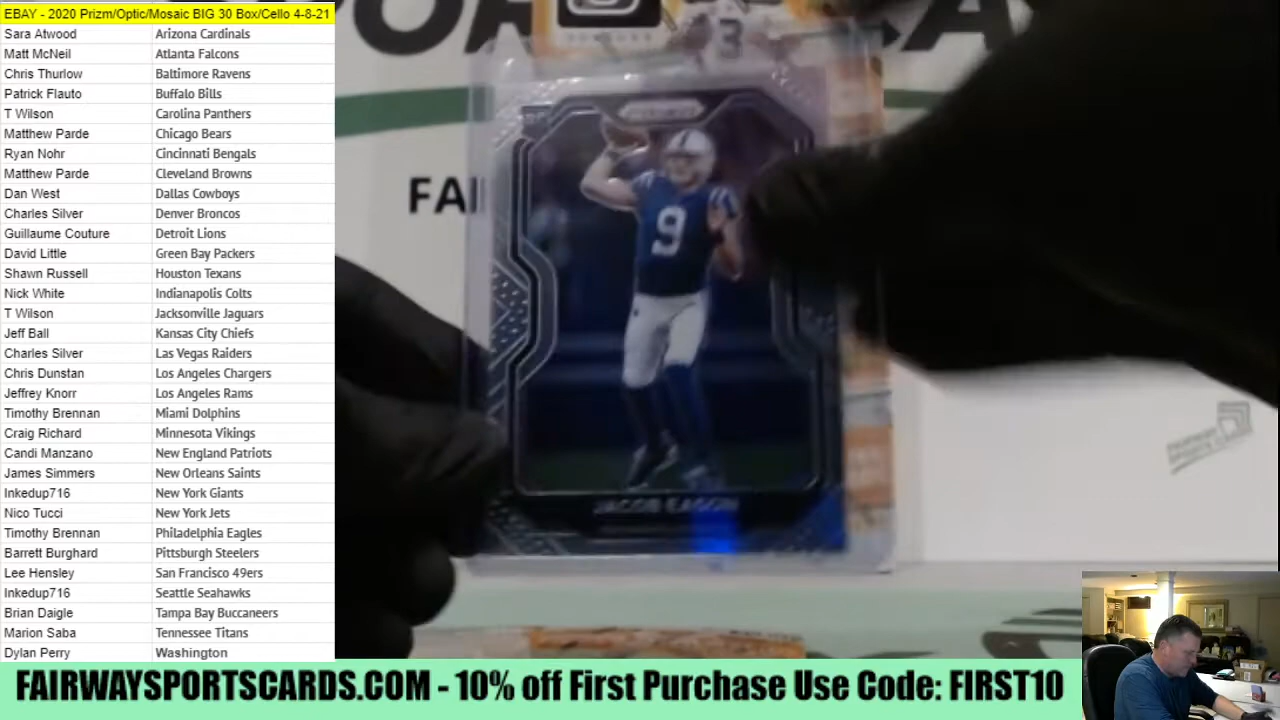 EBAY - 2020 Prizm/Optic/Mosaic BIG 30 Box/Cello 4-8-21
Sara Atwood Arizona Cardinals
Matt McNeil Atlanta Falcons
Chris Thurlow Baltimore Ravens
Patrick Flauto Buffalo Bills
T Wilson Carolina Panthers
Matthew Parde Chicago Bears
Ryan Nohr Cincinnati Bengals
Matthew Parde Cleveland Browns
Dan West Dallas Cowboys
Charles Silver Denver Broncos
Guillaume Couture Detroit Lions
David Little Green Bay Packers
Shawn Russell Houston Texans
Nick White Indianapolis Colts
T Wilson Jacksonville Jaguars
Jeff Ball Kansas City Chiefs
Charles Silver Las Vegas Raiders
Chris Dunstan Los Angeles Chargers
Jeffrey Knorr Los Angeles Rams
Timothy Brennan Miami Dolphins
Craig Richard Minnesota Vikings
Candi Manzano New England Patriots
James Simmers New Orleans Saints
Inkedup716 New York Giants
Nico Tucci New York Jets
Timothy Brennan Philadelphia Eagles
Barrett Burghard Pittsburgh Steelers
Lee Hensley San Francisco 49ers
Inkedup716 Seattle Seahawks
Brian Daigle Tampa Bay Buccaneers
Marion Saba Tennessee Titans
Dylan Perry Washington
3
FAI
9
JACOB EASON
FAIRWAYSPORTSCARDS.COM - 10% off First Purchase Use Code: FIRST10